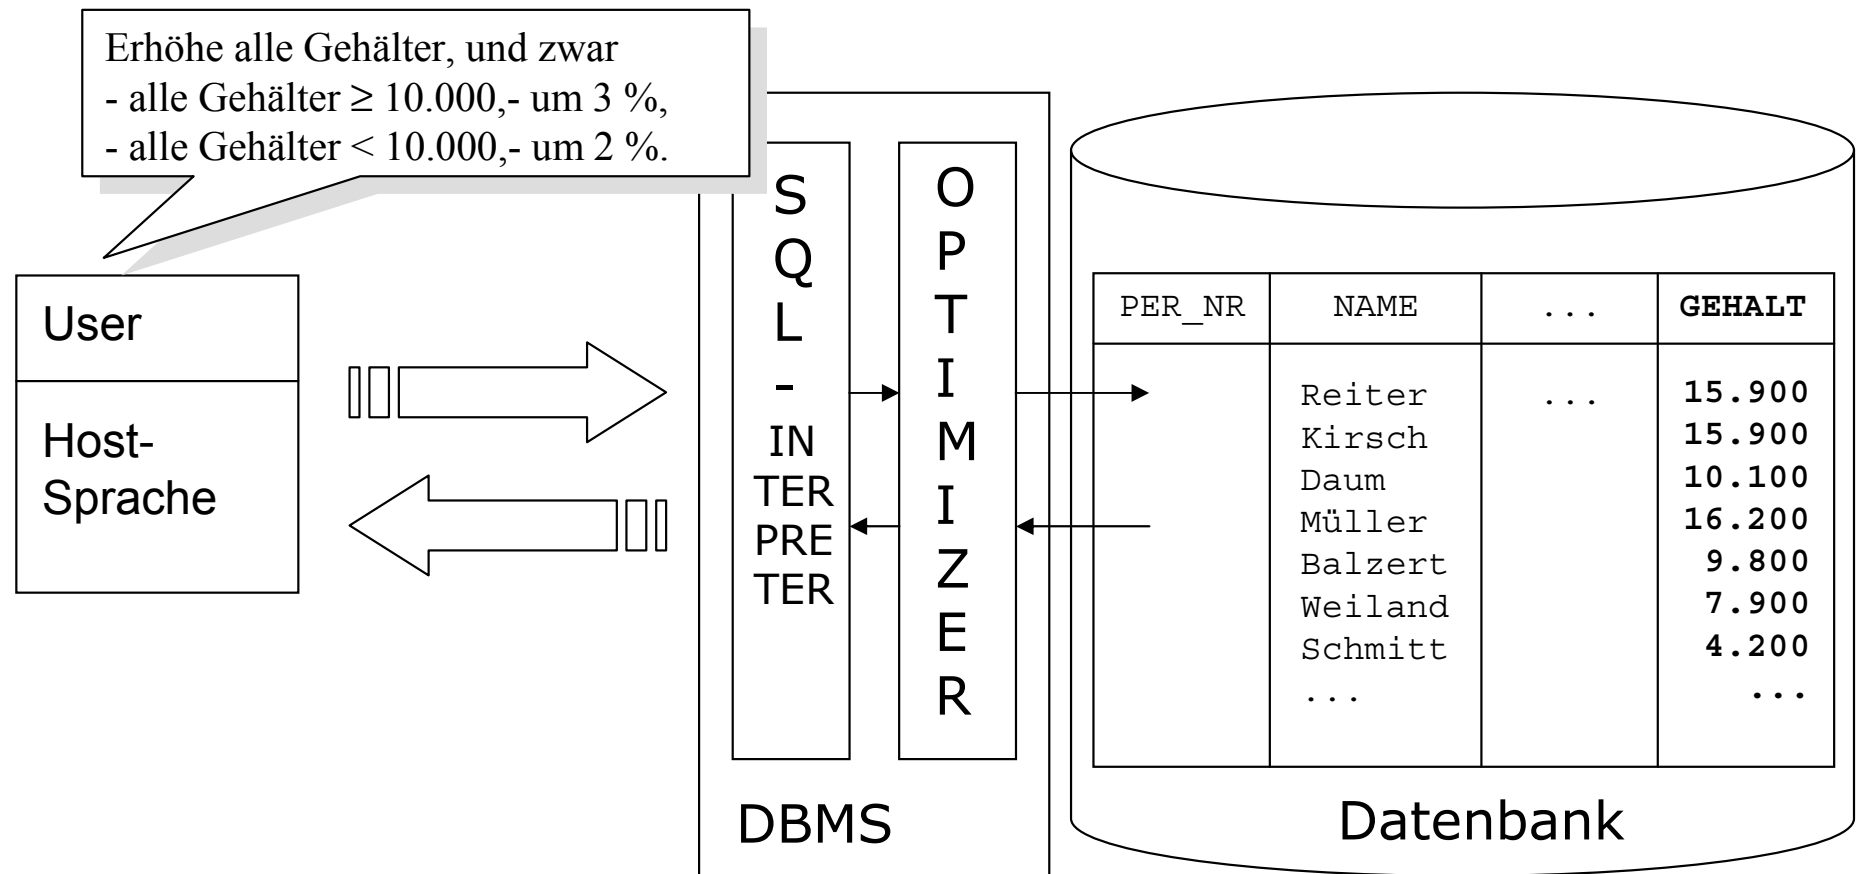 Erhöhe alle Gehälter, und zwar
- alle Gehälter ≥ 10.000,- um 3 %,
- alle Gehälter < 10.000,- um 2 %.
User
Host-
Sprache
S
Q
L
-
IN
TER
PRE
TER
O
P
T
I
M
I
Z
E
R
DBMS
PER_NR NAME ... GEHALT
Reiter ... 15.900
Kirsch 15.900
Daum 10.100
Müller 16.200
Balzert 9.800
Weiland 7.900
Schmitt 4.200
... ...
Datenbank